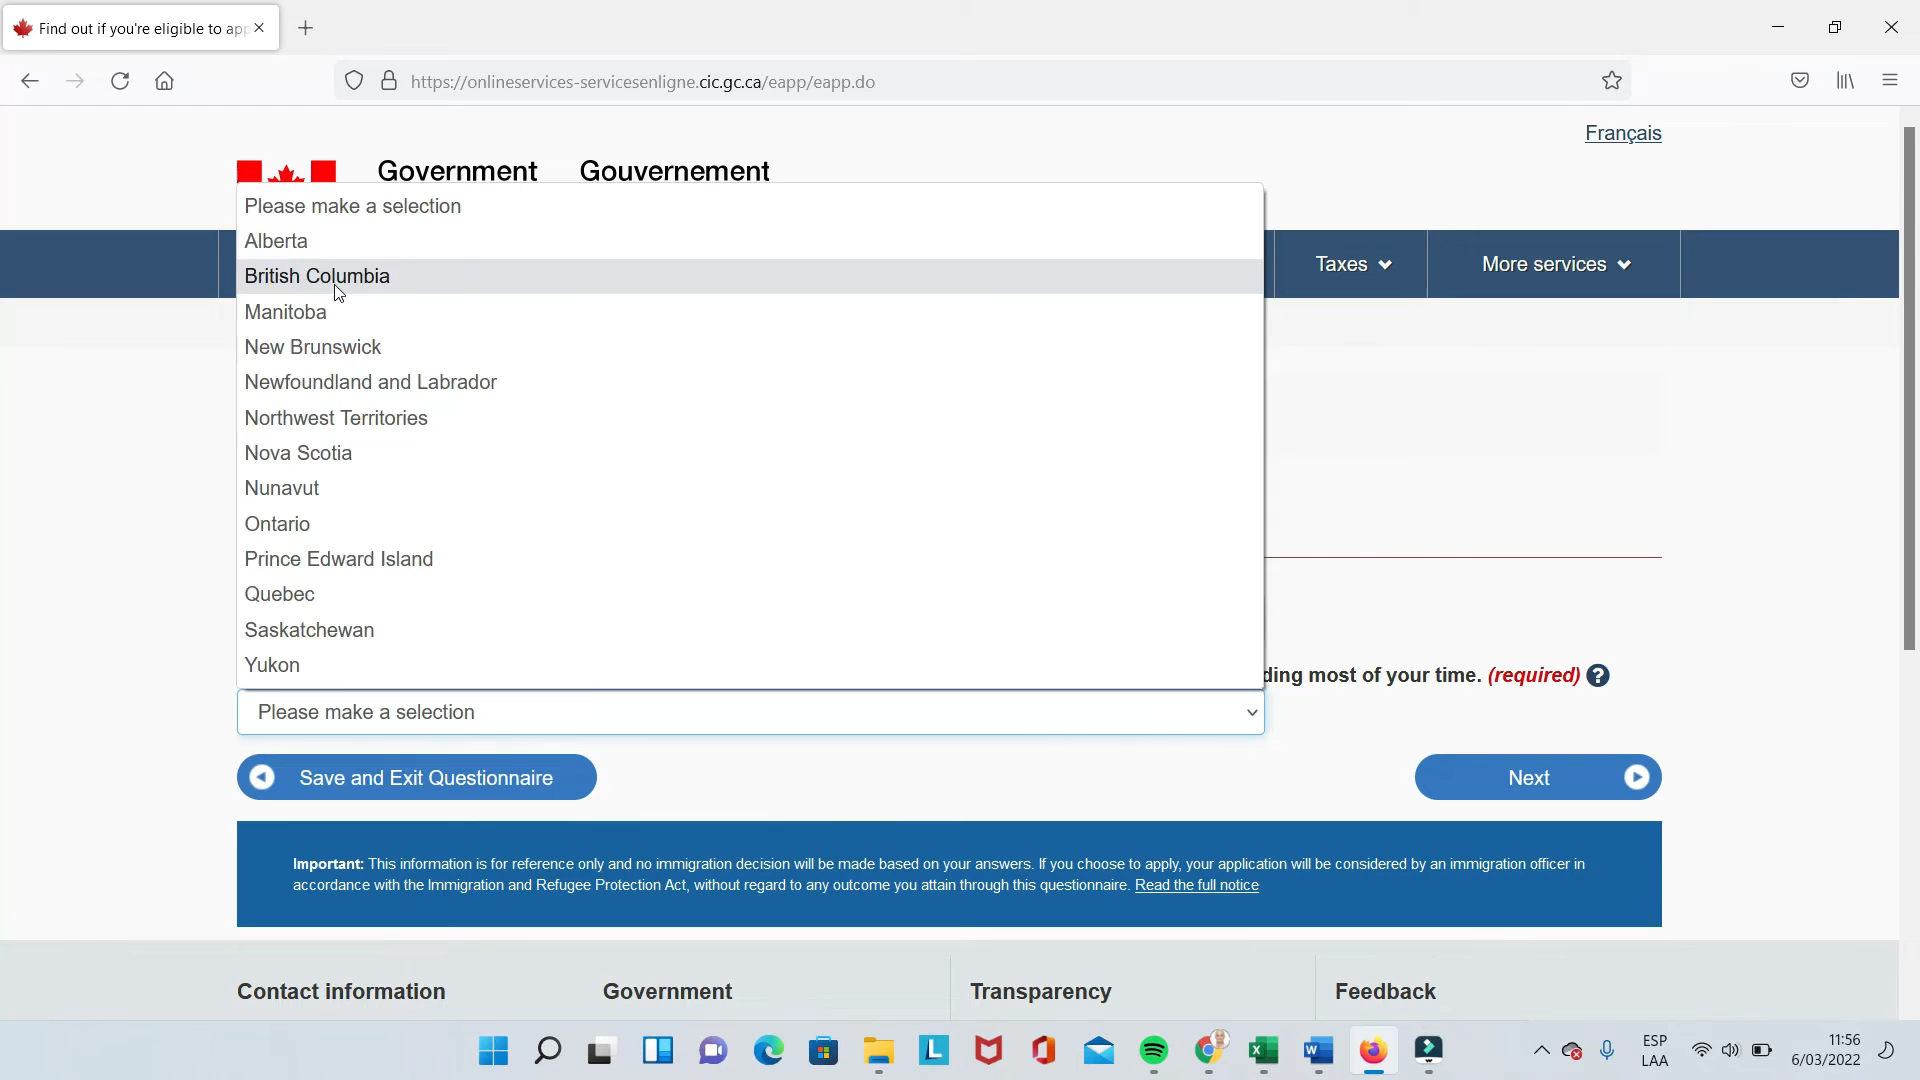 Find out if you're eligible to app
https://onlineservices-servicesenligne.cic.gc.ca/eapp/eapp.do
Français
Government Gouvernement
Please make a selection
Alberta
British Columbia
Manitoba
New Brunswick
Newfoundland and Labrador
Northwest Territories
Nova Scotia
Nunavut
Ontario
Prince Edward Island
Quebec
Saskatchewan
Yukon
Taxes
More services
ding most of your time. (required) ?
Please make a selection
Save and Exit Questionnaire
Next
Important: This information is for reference only and no immigration decision will be made based on your answers. If you choose to apply, your application will be considered by an immigration officer in
accordance with the Immigration and Refugee Protection Act, without regard to any outcome you attain through this questionnaire. Read the full notice
Contact information
Government
Transparency
Feedback
ESP
LAA
11:56
6/03/2022